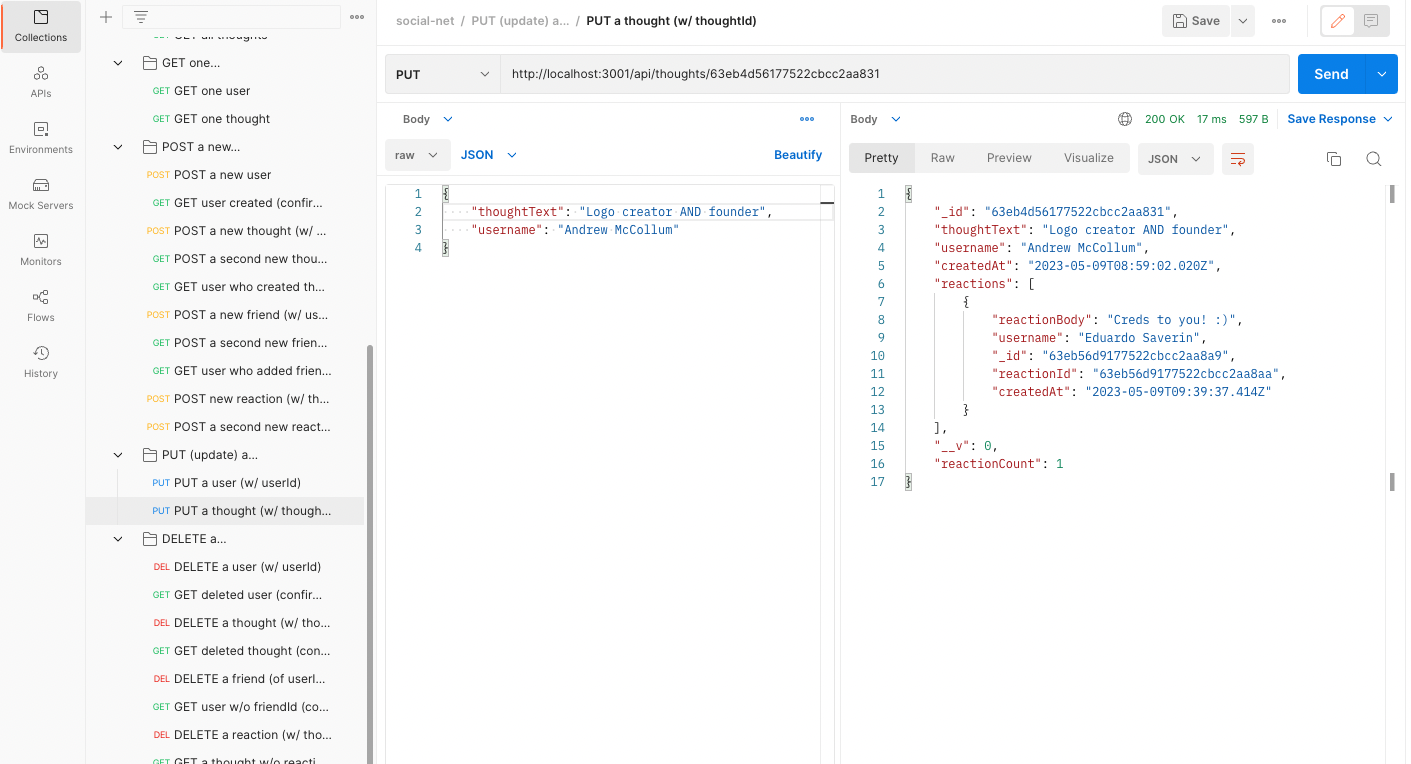 Collections
APIs
Environments
Mock Servers
Monitors
Flows
History
GET all thoughts
GET one...
GET GET one user
GET GET one thought
POST a new...
POST POST a new user
GET GET user created (confir...
POST POST a new thought (w/ ...
GET POST a second new thou...
GET GET user who created th...
POST POST a new friend (w/ us...
GET POST a second new frien...
GET GET user who added frien...
POST POST new reaction (w/ th...
POST POST a second new react...
PUT (update) a...
PUT PUT a user (w/ userId)
PUT PUT a thought (w/ though...
DELETE a...
DEL DELETE a user (w/ userId)
GET GET deleted user (confir...
DEL DELETE a thought (w/ tho...
GET GET deleted thought (con...
DEL DELETE a friend (of userI...
GET GET user w/o friendId (co...
DEL DELETE a reaction (w/ tho...
GET GET a thought w/o reacti...
social-net / PUT (update) a... / PUT a thought (w/ thoughtId)
Save
PUT http://localhost:3001/api/thoughts/63eb4d56177522cbcc2aa831
Send
Body
raw JSON Beautify
1 {
2 "thoughtText": "Logo creator AND founder",
3 "username": "Andrew McCollum"
4 }
Body 200 OK 17 ms 597 B Save Response
Pretty Raw Preview Visualize JSON
1 {
2 "_id": "63eb4d56177522cbcc2aa831",
3 "thoughtText": "Logo creator AND founder",
4 "username": "Andrew McCollum",
5 "createdAt": "2023-05-09T08:59:02.020Z",
6 "reactions": [
7 {
8 "reactionBody": "Creds to you! :)",
9 "username": "Eduardo Saverin",
10 "_id": "63eb56d9177522cbcc2aa8a9",
11 "reactionId": "63eb56d9177522cbcc2aa8aa",
12 "createdAt": "2023-05-09T09:39:37.414Z"
13 }
14 ],
15 "__v": 0,
16 "reactionCount": 1
17 }